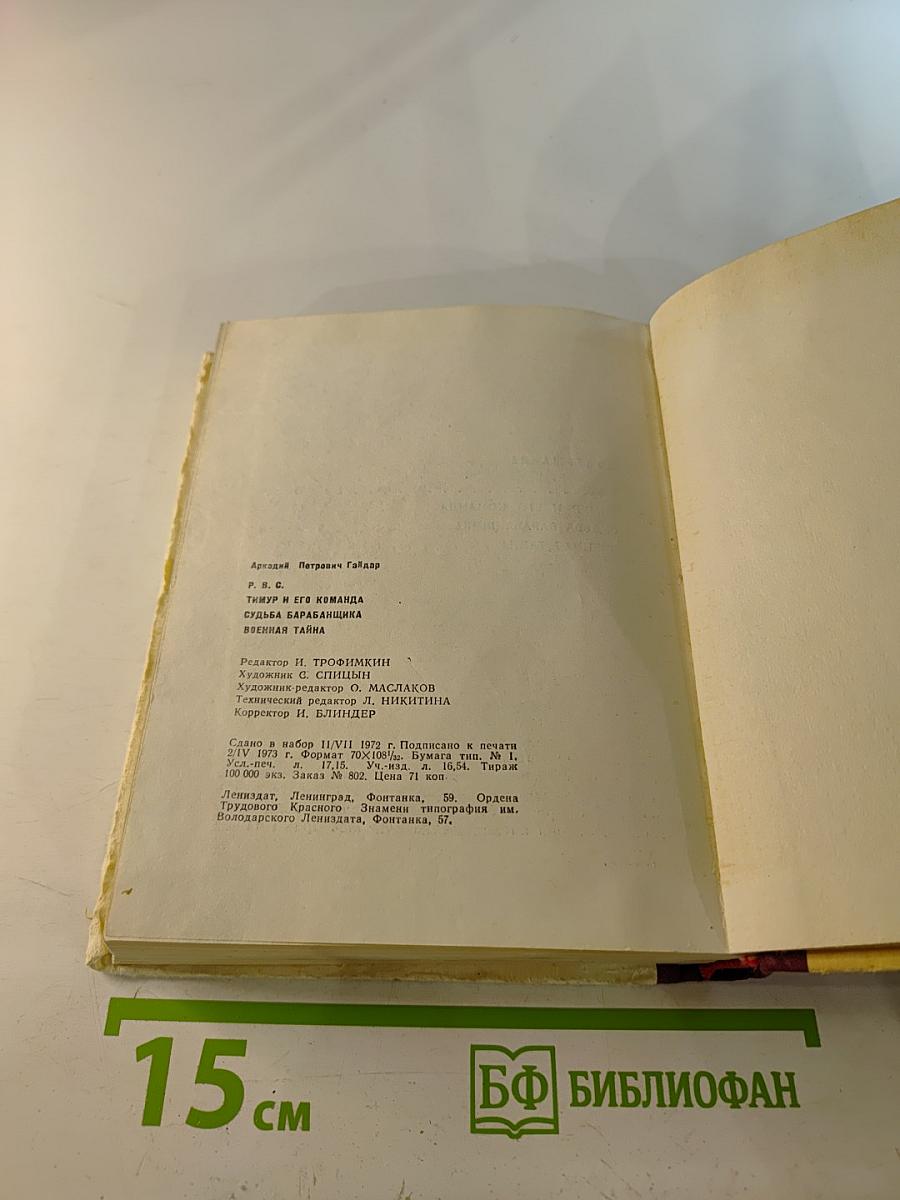 Аркадий Петрович Гайдар
Р. В. С.
ТИМУР И ЕГО КОМАНДА
СУДЬБА БАРАБАНЩИКА
ВОЕННАЯ ТАЙНА
Редактор И. ТРОФИМКИН
Художник С. СПИЦЫН
Художник-редактор О. МАСЛАКОВ
Технический редактор Л. НИКИТИНА
Корректор И. БЛИНДЕР
Сдано в набор 11/VII 1972 г. Подписано к печати
2/IV 1973 г. Формат 70×108¹/₃₂. Бумага тип. № 1.
Усл.-печ. л. 17,15. Уч.-изд. л. 16,54. Тираж
100 000 экз. Заказ № 802. Цена 71 коп.
Лениздат, Ленинград, Фонтанка, 59. Ордена
Трудового Красного Знамени типография им.
Володарского Лениздата, Фонтанка, 57.
15 см
БФ БИБЛИОФАН